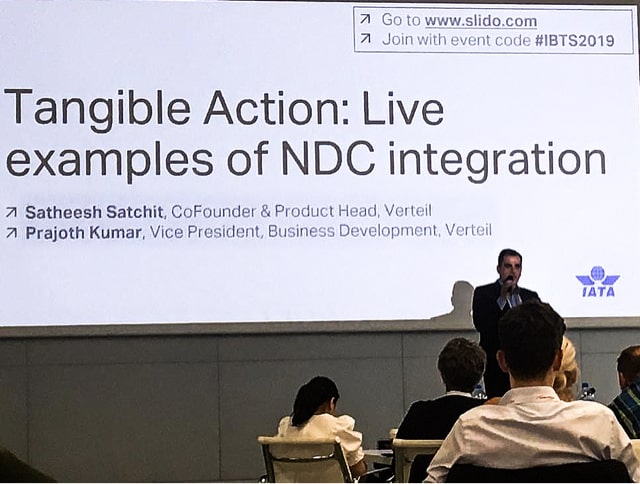 ↗ Go to www.slido.com
↗ Join with event code #IBTS2019
Tangible Action: Live
examples of NDC integration
↗ Satheesh Satchit, CoFounder & Product Head, Verteil
↗ Prajoth Kumar, Vice President, Business Development, Verteil
IATA